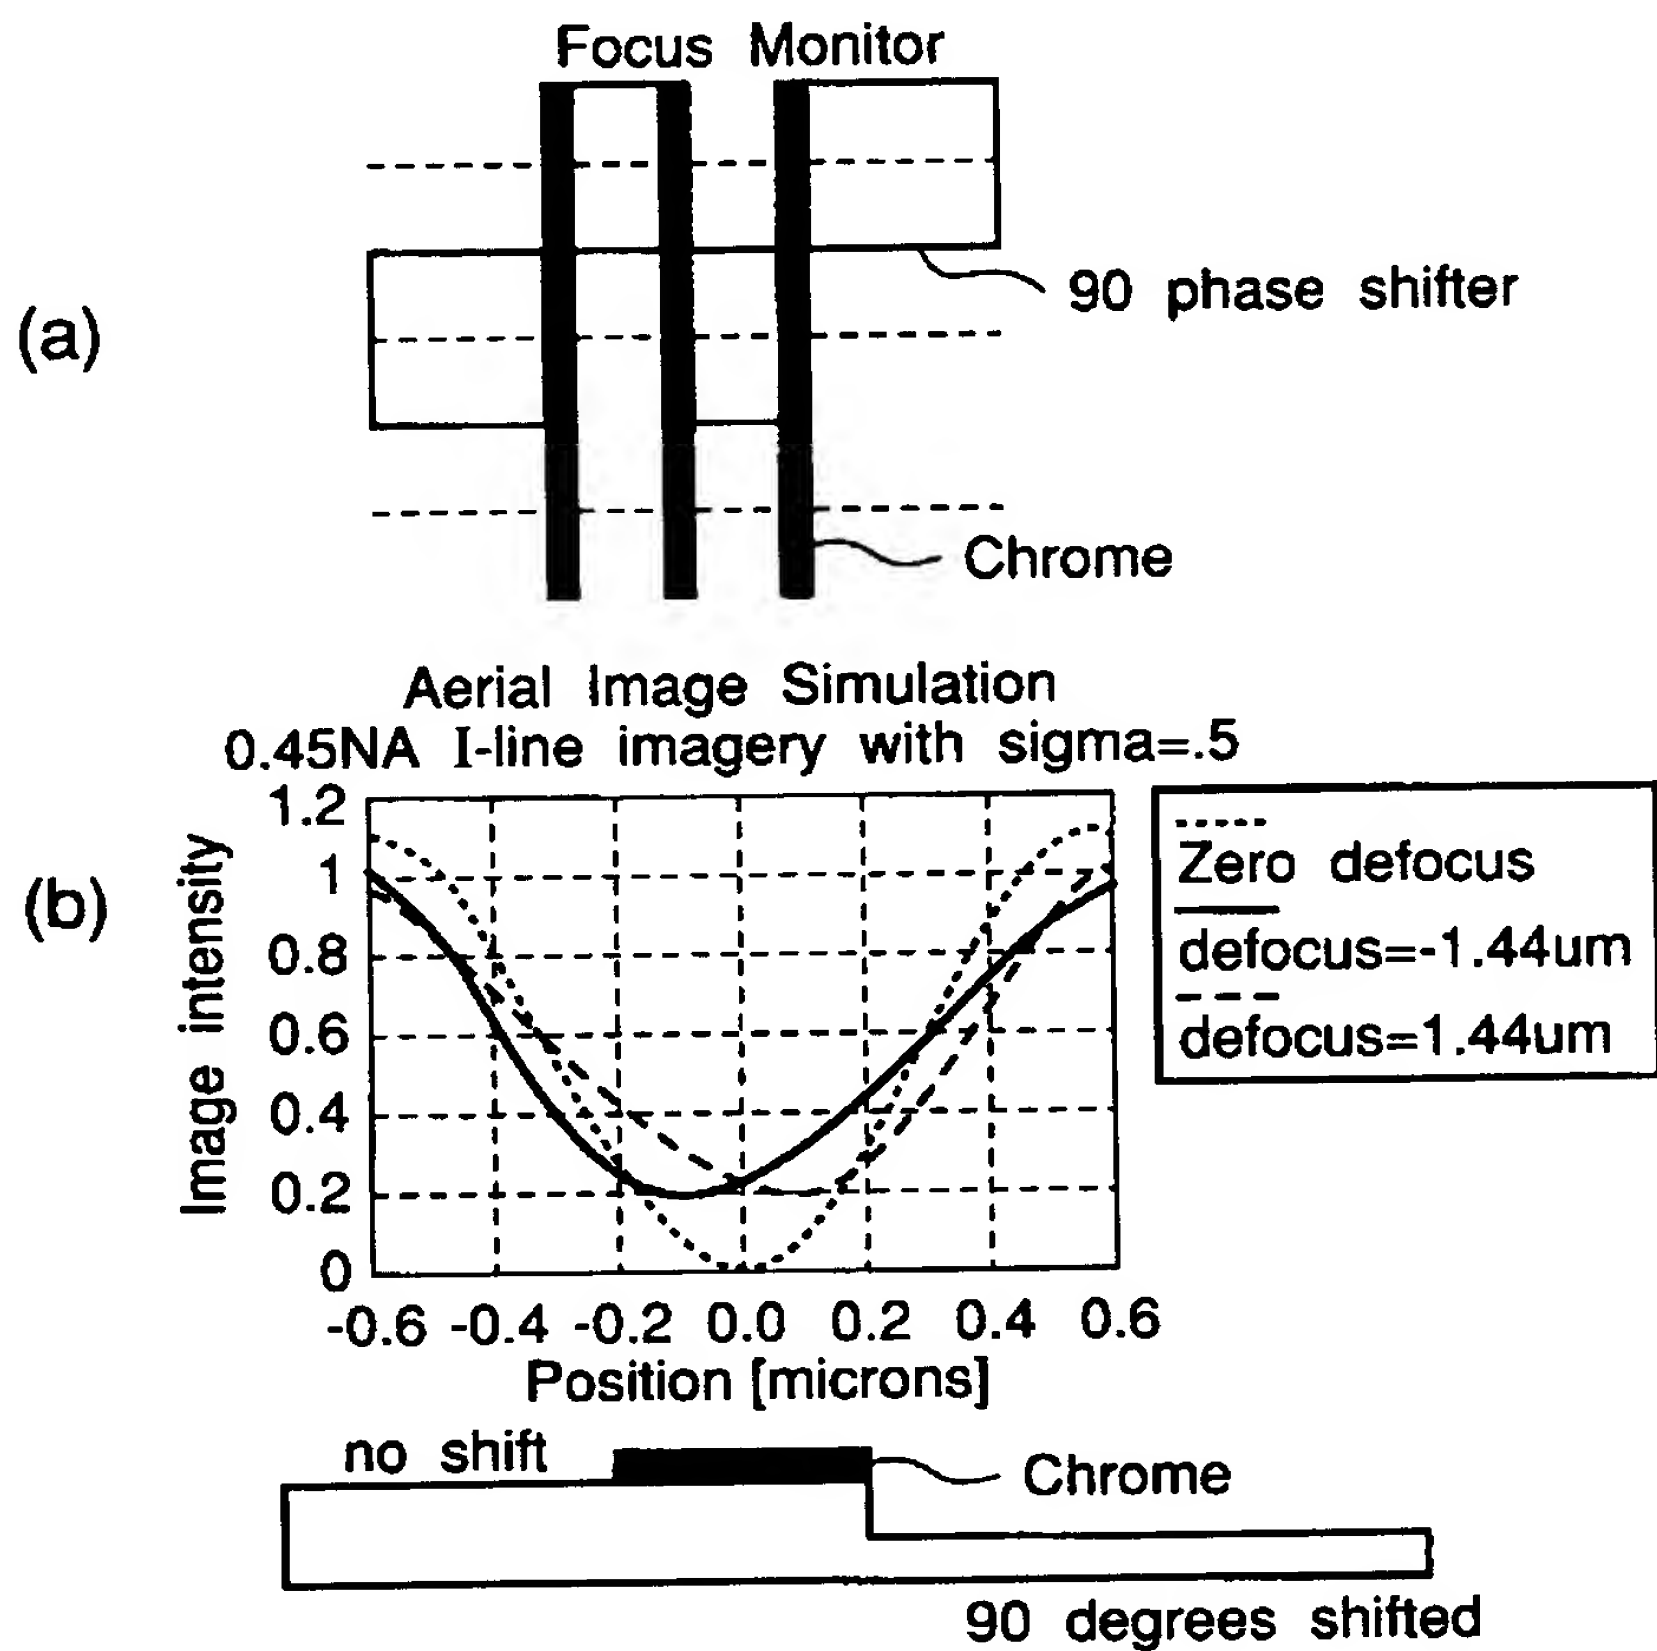 Focus Monitor
90 phase shifter
(a)
Chrome
Aerial Image Simulation
0.45NA I-line imagery with sigma=.5
1.2
1
0.8
0.6
0.4
0.2
0
Image intensity
(b)
Zero defocus
defocus=-1.44um
defocus=1.44um
-0.6 -0.4 -0.2 0.0 0.2 0.4 0.6
Position [microns]
no shift
Chrome
90 degrees shifted